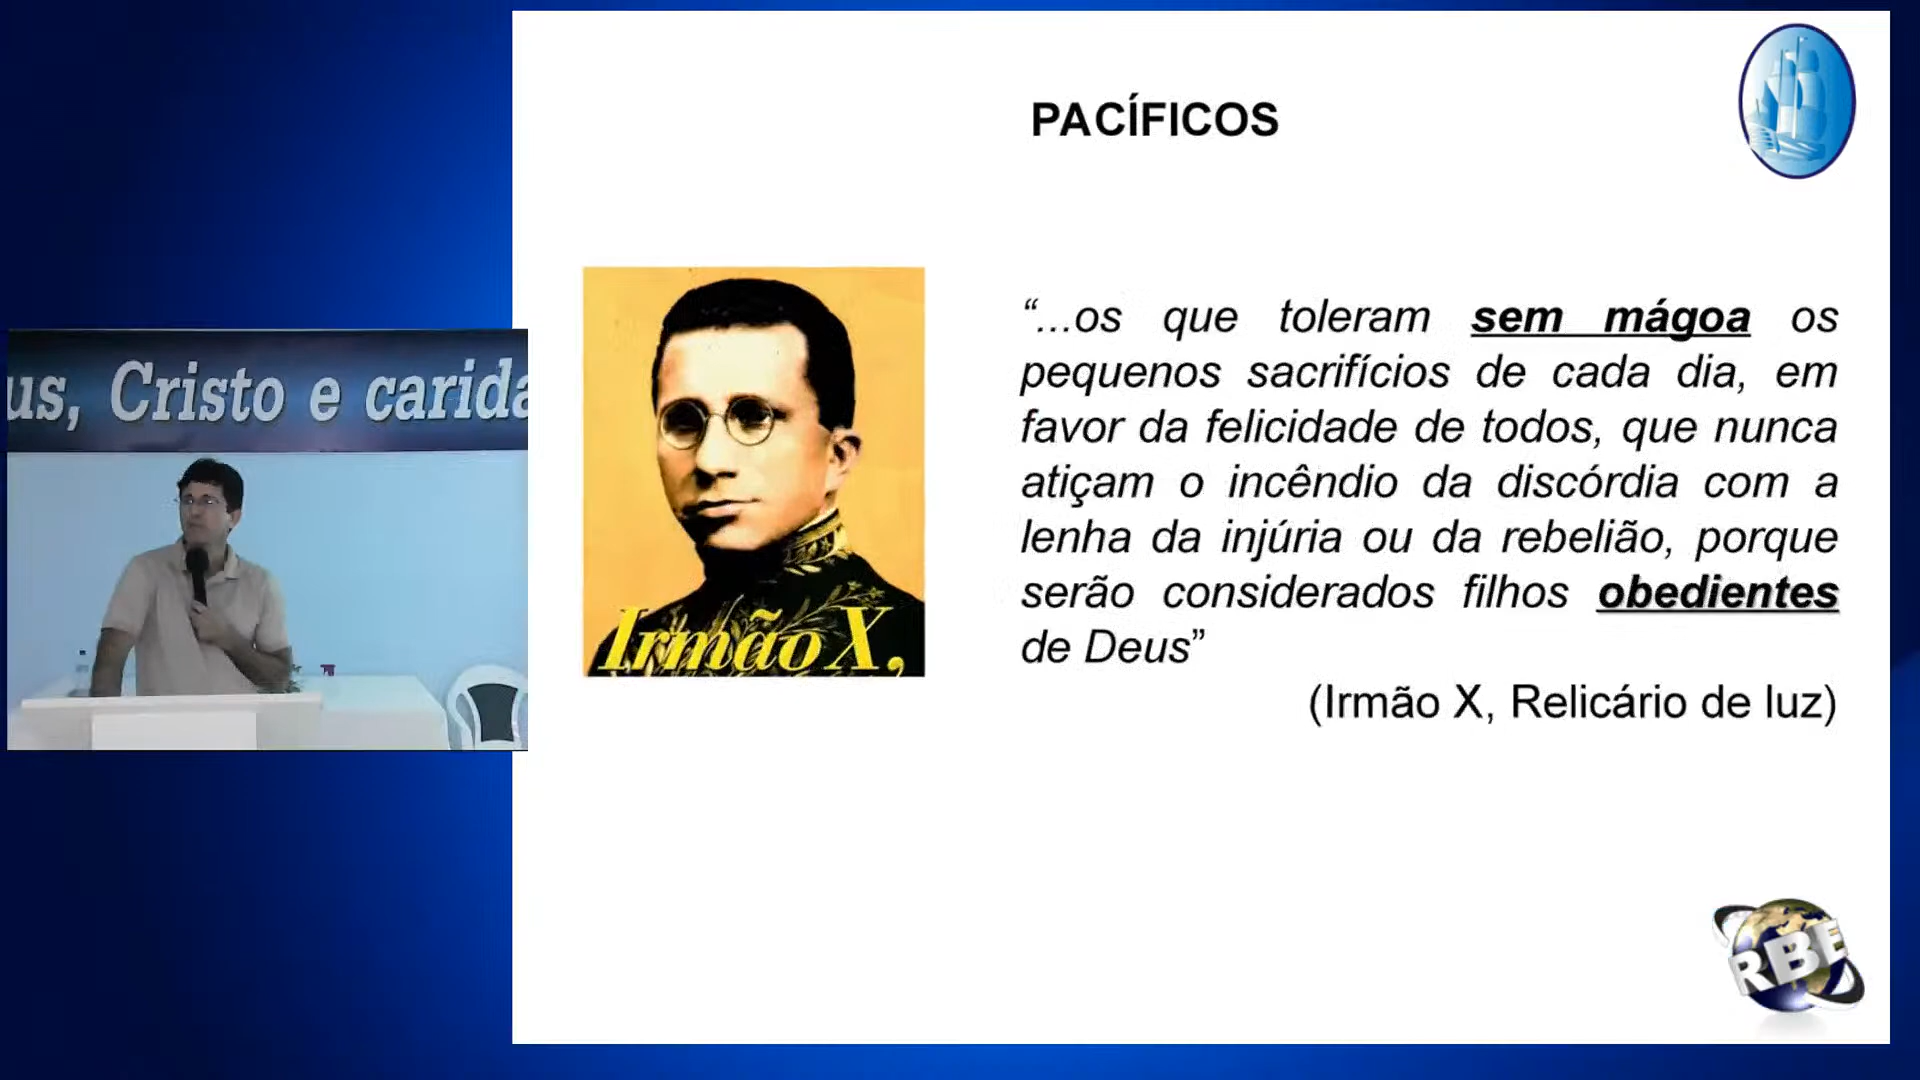 PACÍFICOS
us, Cristo e carida
“...os que toleram sem mágoa os
pequenos sacrifícios de cada dia, em
favor da felicidade de todos, que nunca
atiçam o incêndio da discórdia com a
lenha da injúria ou da rebelião, porque
serão considerados filhos obedientes
de Deus”
(Irmão X, Relicário de luz)
Irmão X,
RBE